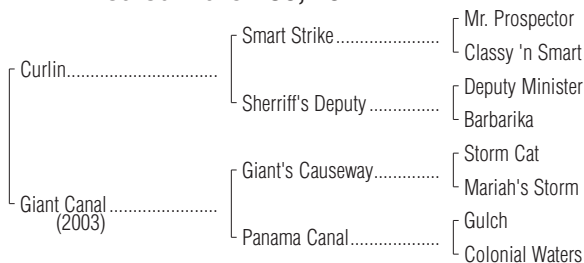 Smart Strike................... Mr. Prospector
Classy 'n Smart
Curlin............................
Sherriff's Deputy ............. Deputy Minister
Barbarika
Giant's Causeway............ Storm Cat
Mariah's Storm
Giant Canal ....................
(2003)
Panama Canal................. Gulch
Colonial Waters